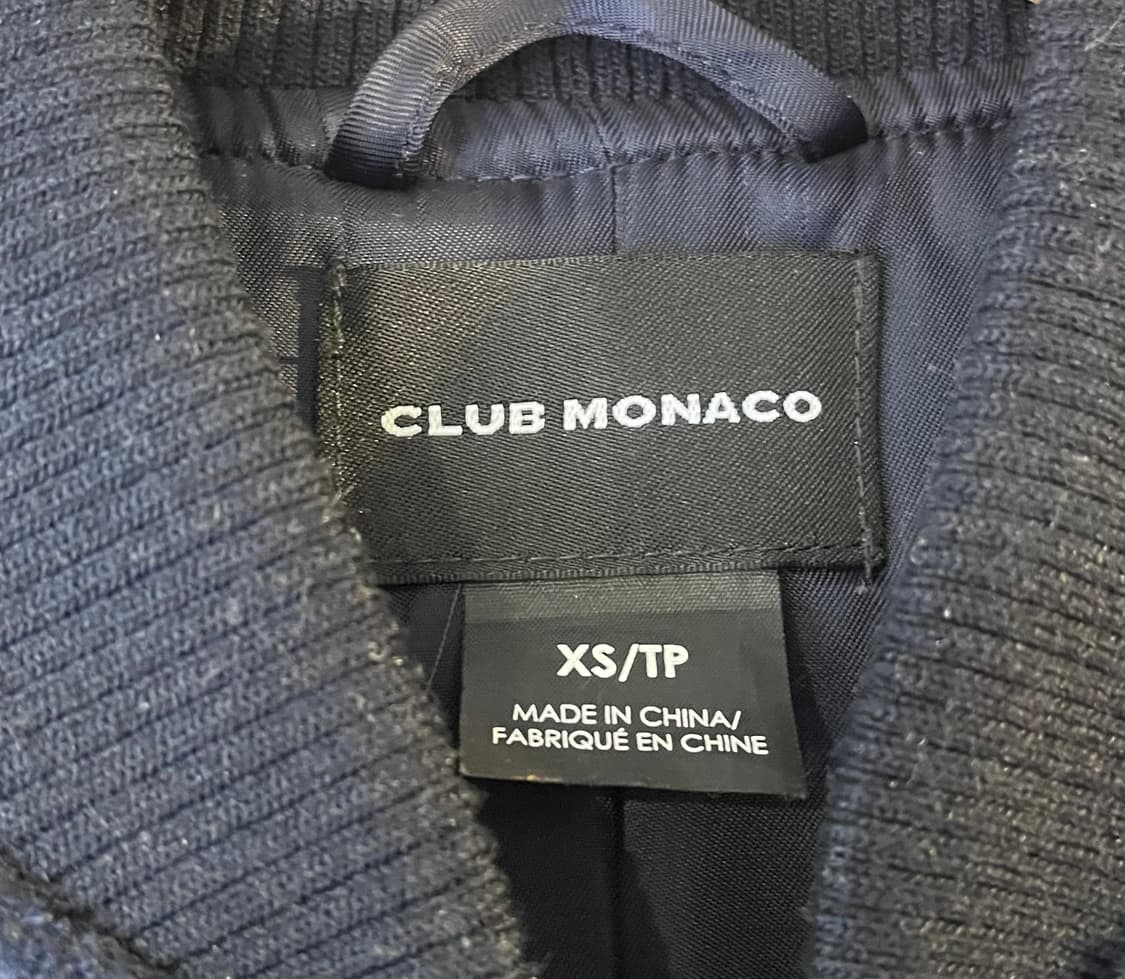 CLUB MONACO
XS/TP
MADE IN CHINA/
FABRIQUÉ EN CHINE